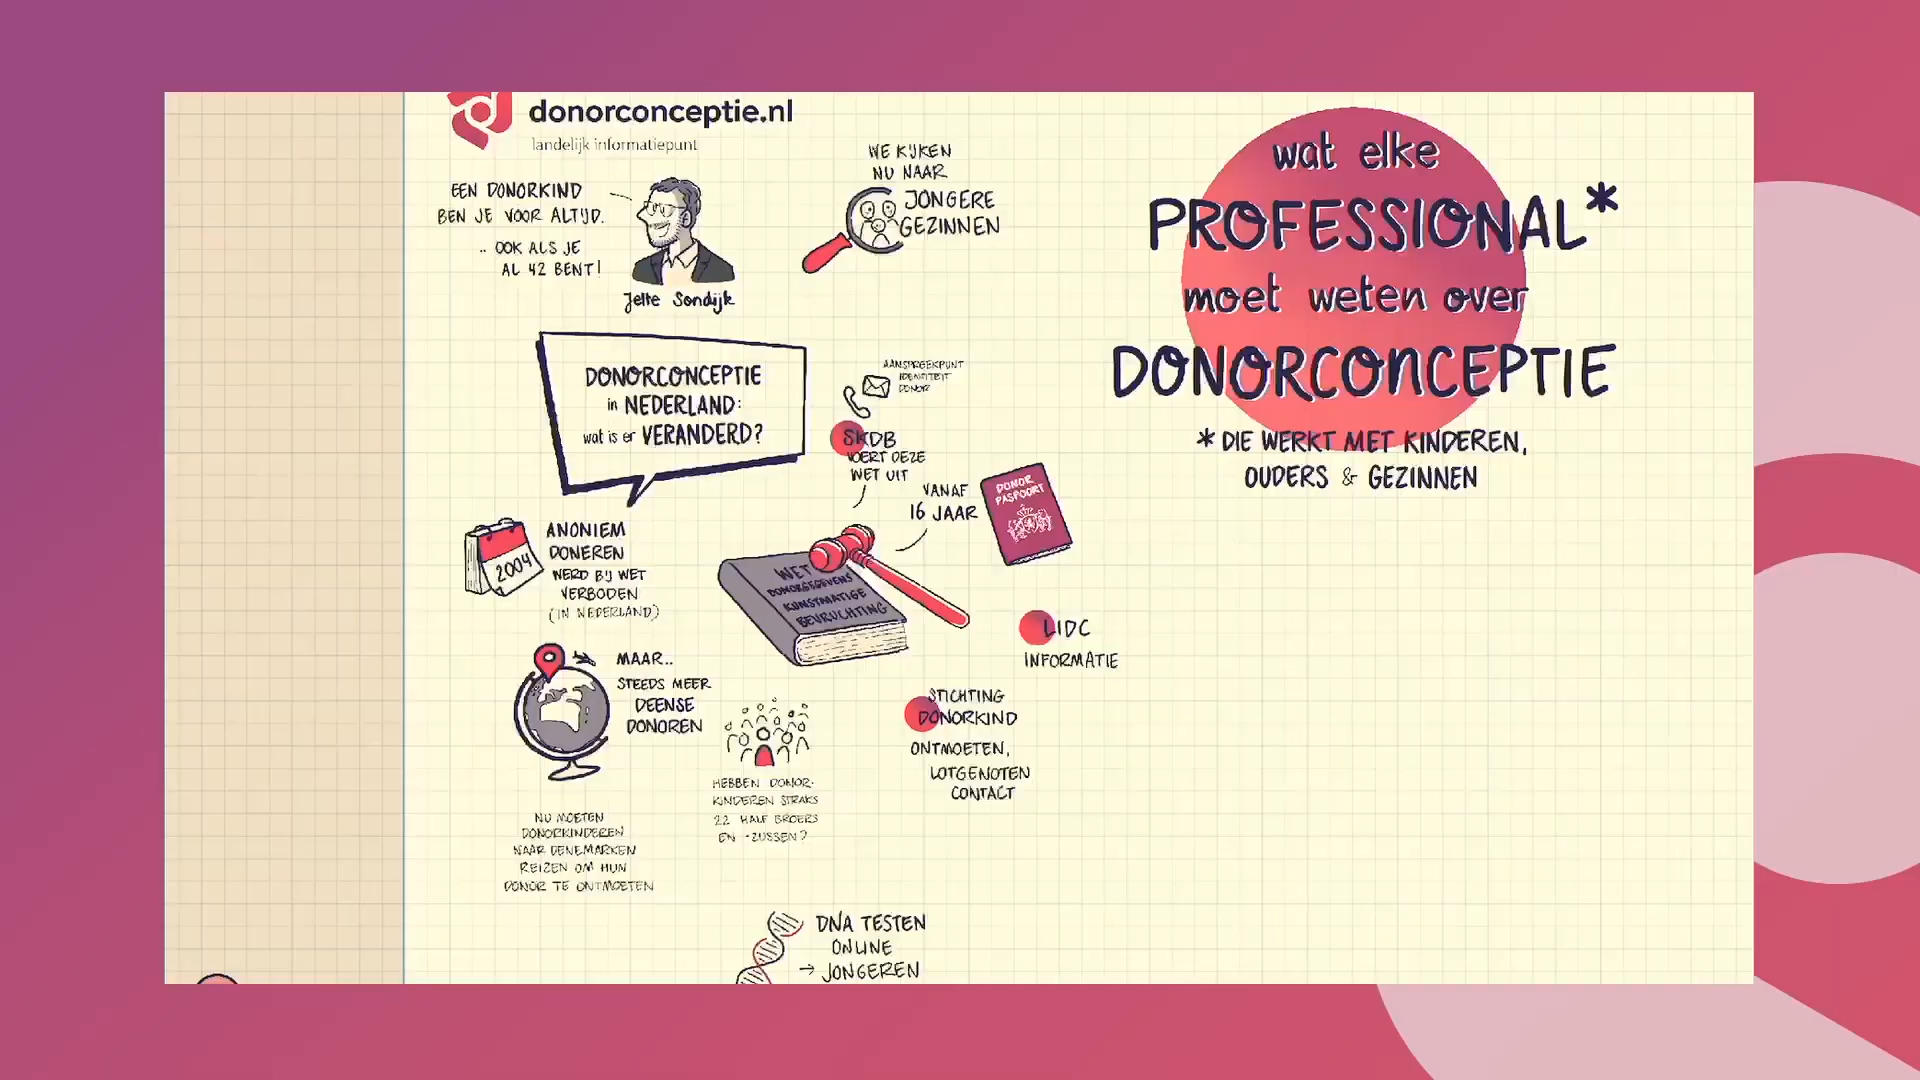 donorconceptie.nl
landelijk informatiepunt
EEN DONORKIND
BEN JE VOOR ALTIJD.
.. OOK ALS JE
AL 42 BENT!
Jelte Sondijk
WE KIJKEN
NU NAAR
JONGERE
GEZINNEN
wat elke
PROFESSIONAL*
moet weten over
DONORCONCEPTIE
* DIE WERKT MET KINDEREN,
OUDERS & GEZINNEN
DONORCONCEPTIE
in NEDERLAND:
wat is er VERANDERD?
AANSPREEKPUNT
IDENTITEIT
DONOR
SKDB
VOERT DEZE
WET UIT
VANAF
16 JAAR
DONOR
PASPOORT
2004
ANONIEM
DONEREN
WERD BIJ WET
VERBODEN
(IN NEDERLAND)
WET
DONORGEGEVENS
KUNSTMATIGE
BEVRUCHTING
LIDC
INFORMATIE
MAAR..
STEEDS MEER
DEENSE
DONOREN
STICHTING
DONORKIND
ONTMOETEN,
LOTGENOTEN
CONTACT
HEBBEN DONOR-
KINDEREN STRAKS
22 HALF BROERS
EN -ZUSSEN?
NU MOETEN
DONORKINDEREN
NAAR DENEMARKEN
REIZEN OM HUN
DONOR TE ONTMOETEN
DNA TESTEN
ONLINE
→ JONGEREN